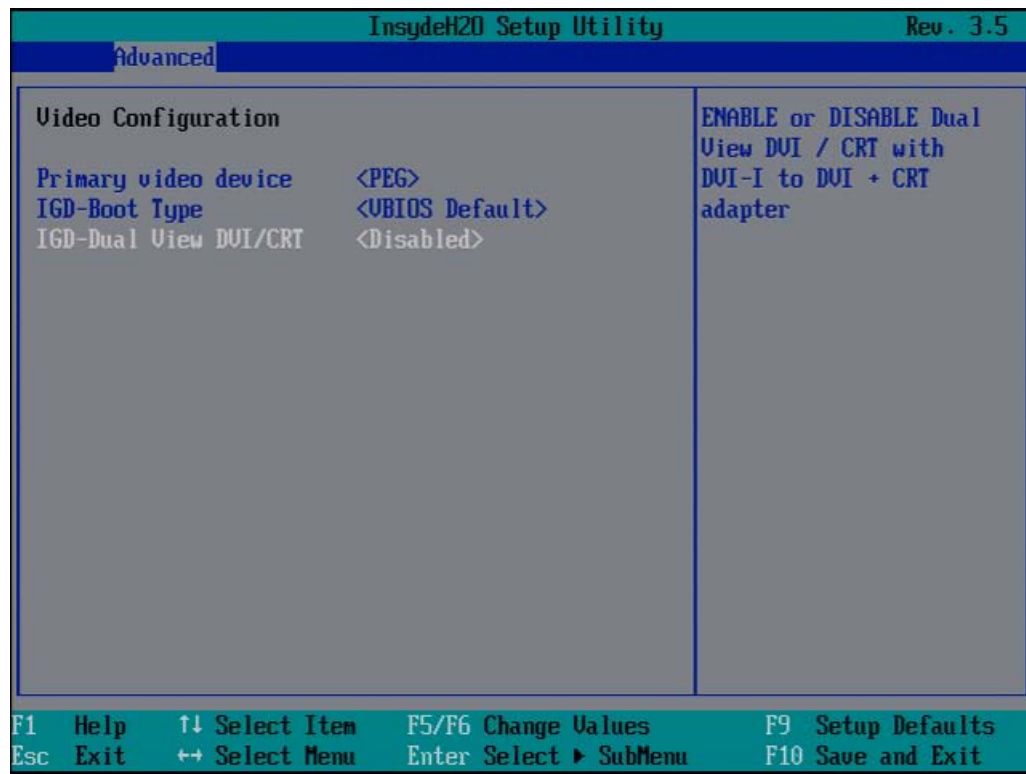 InsydeH2O Setup Utility Rev. 3.5
Advanced
Video Configuration
Primary video device <PEG>
IGD-Boot Type <VBIOS Default>
IGD-Dual View DVI/CRT <Disabled>
ENABLE or DISABLE Dual
View DVI / CRT with
DVI-I to DVI + CRT
adapter
F1 Help ↑↓ Select Item F5/F6 Change Values F9 Setup Defaults
Esc Exit ↔ Select Menu Enter Select ▶ SubMenu F10 Save and Exit